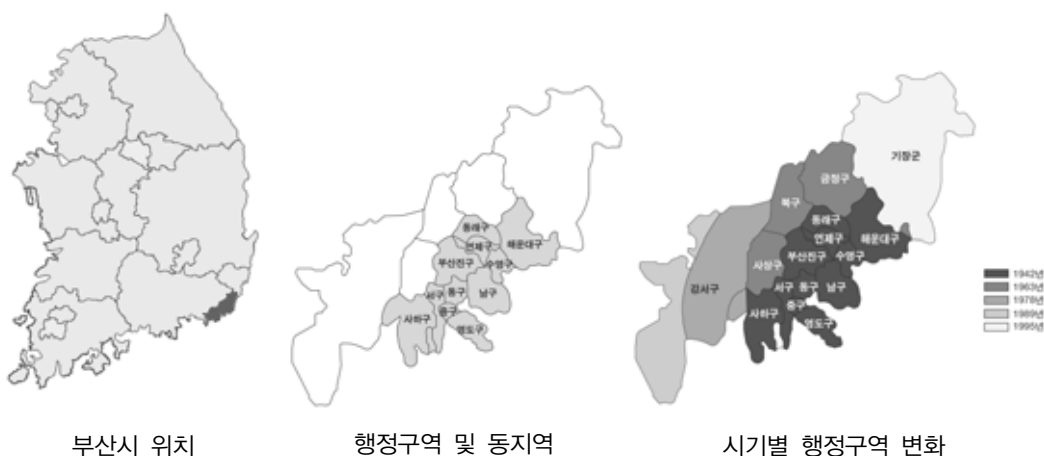 동래구
연제구
해운대구
부산진구
수영구
서구
동구
남구
중구
사하구
영도구
기장군
금정구
북구
동래구
연제구
해운대구
부산진구
수영구
사상구
강서구
서구
동구
남구
중구
사하구
영도구
1942년
1963년
1978년
1989년
1995년
부산시 위치
행정구역 및 동지역
시기별 행정구역 변화